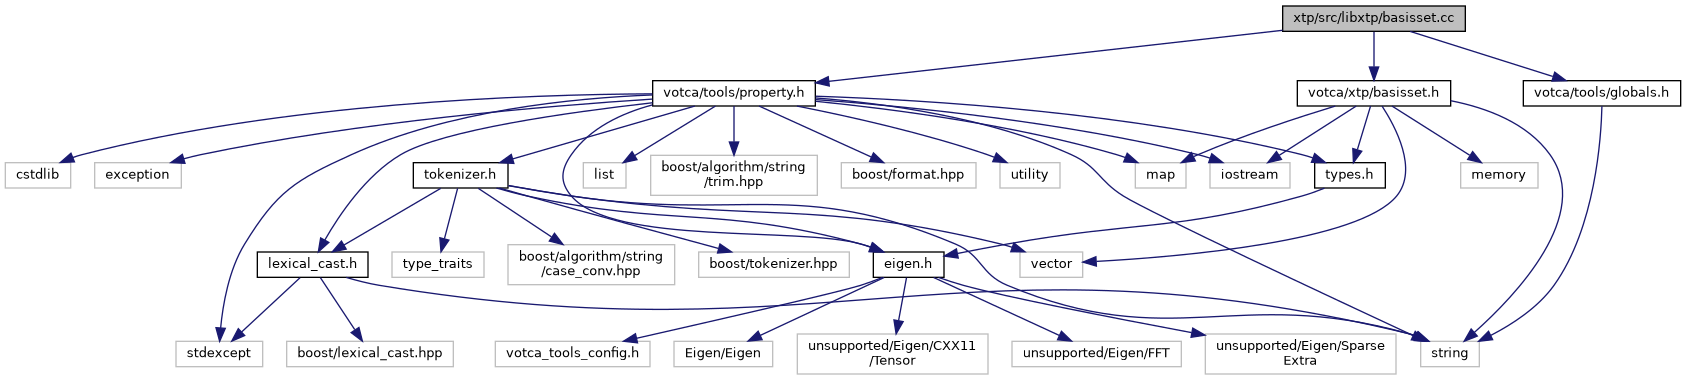 xtp/src/libxtp/basisset.cc
votca/tools/property.h
votca/xtp/basisset.h
votca/tools/globals.h
cstdlib
exception
tokenizer.h
list
boost/algorithm/string
/trim.hpp
boost/format.hpp
utility
map
iostream
types.h
memory
lexical_cast.h
type_traits
boost/algorithm/string
/case_conv.hpp
boost/tokenizer.hpp
eigen.h
vector
stdexcept
boost/lexical_cast.hpp
votca_tools_config.h
Eigen/Eigen
unsupported/Eigen/CXX11
/Tensor
unsupported/Eigen/FFT
unsupported/Eigen/Sparse
Extra
string